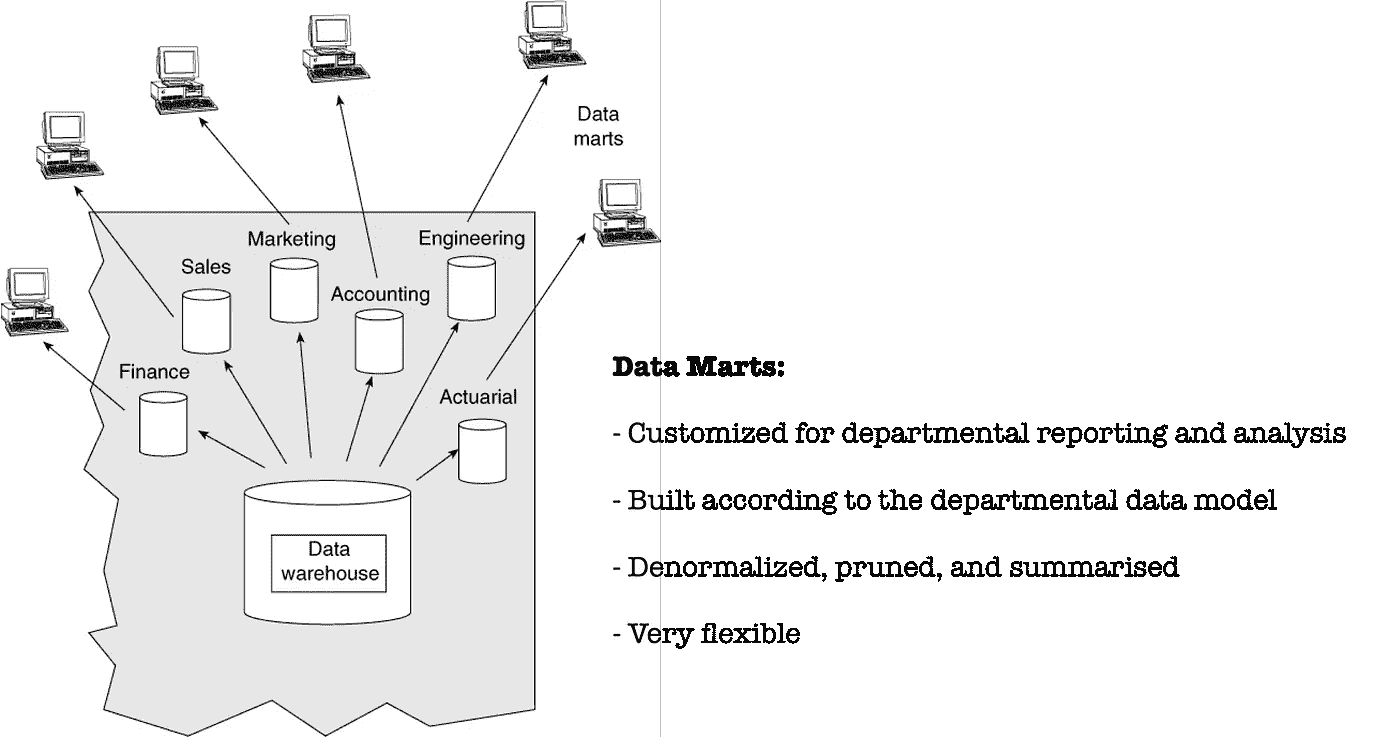 Data
marts
Marketing
Engineering
Sales
Accounting
Finance
Actuarial
Data
warehouse
Data Marts:
- Customized for departmental reporting and analysis
- Built according to the departmental data model
- Denormalized, pruned, and summarised
- Very flexible